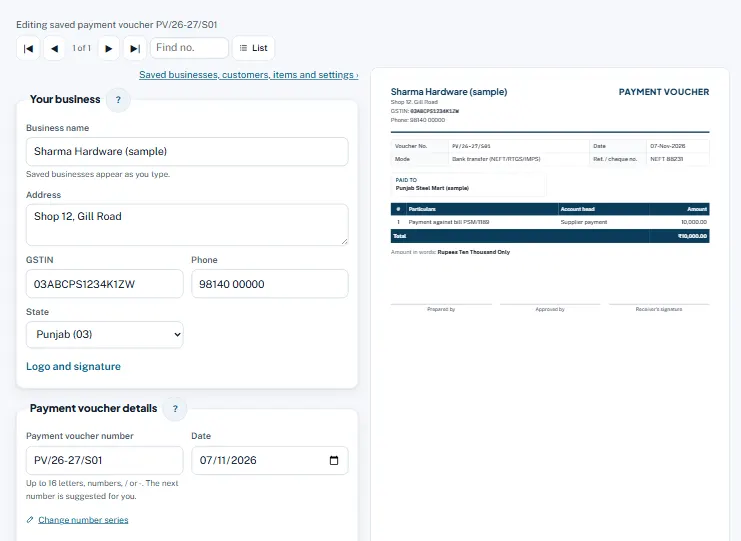 Editing saved payment voucher PV/26-27/S01
1 of 1
Find no.
List
Saved businesses, customers, items and settings ›
Your business
?
Business name
Sharma Hardware (sample)
Saved businesses appear as you type.
Address
Shop 12, Gill Road
GSTIN
Phone
03ABCPS1234K1ZW
98140 00000
State
Punjab (03)
Logo and signature
Payment voucher details
?
Payment voucher number
Date
PV/26-27/S01
07/11/2026
Up to 16 letters, numbers, / or -. The next
number is suggested for you.
Change number series
Sharma Hardware (sample)
PAYMENT VOUCHER
Shop 12, Gill Road
GSTIN: 03ABCPS1234K1ZW
Phone: 98140 00000
Voucher No.
PV/26-27/S01
Date
07-Nov-2026
Mode
Bank transfer (NEFT/RTGS/IMPS)
Ref. / cheque no.
NEFT 88231
PAID TO
Punjab Steel Mart (sample)
# Particulars Account head Amount
1 Payment against bill PSM/1189 Supplier payment 10,000.00
Total ₹10,000.00
Amount in words: Rupees Ten Thousand Only
Prepared by
Approved by
Receiver's signature